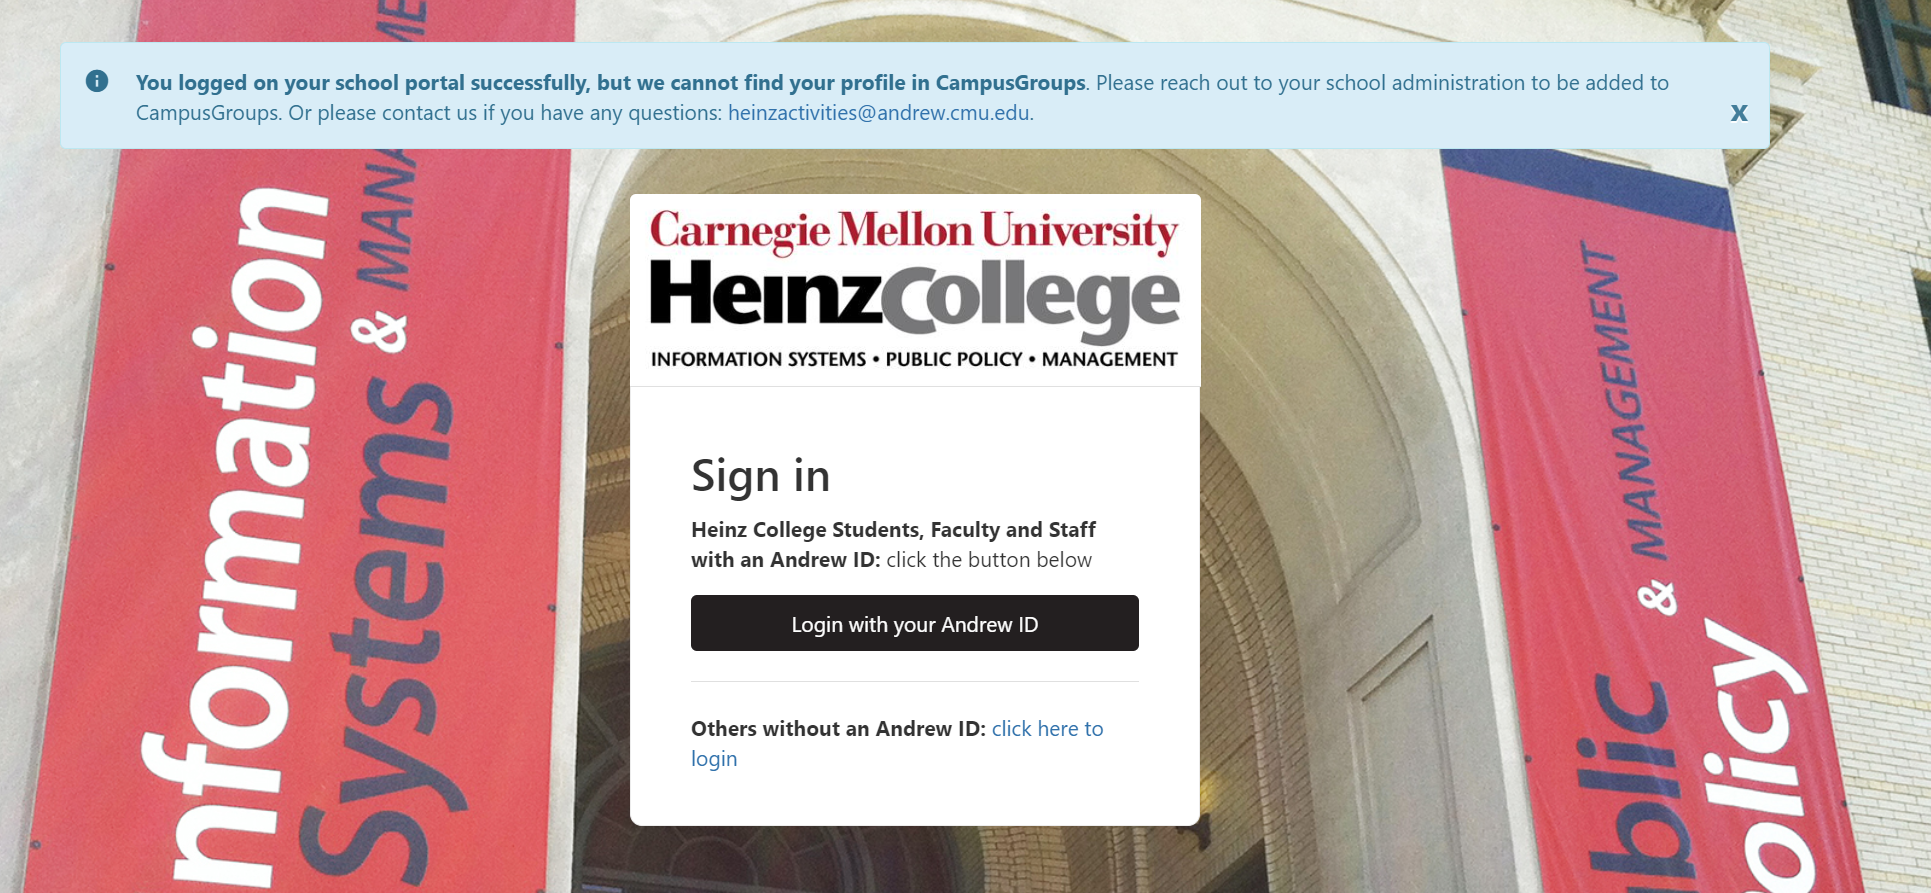 You logged on your school portal successfully, but we cannot find your profile in CampusGroups. Please reach out to your school administration to be added to
CampusGroups. Or please contact us if you have any questions: heinzactivities@andrew.cmu.edu.
X
Carnegie Mellon University
HeinzCollege
INFORMATION SYSTEMS • PUBLIC POLICY • MANAGEMENT
Sign in
Heinz College Students, Faculty and Staff
with an Andrew ID: click the button below
Login with your Andrew ID
Others without an Andrew ID: click here to
login
nformation
Systems & MANA
EME
ublic & MANAGEMENT
olicy